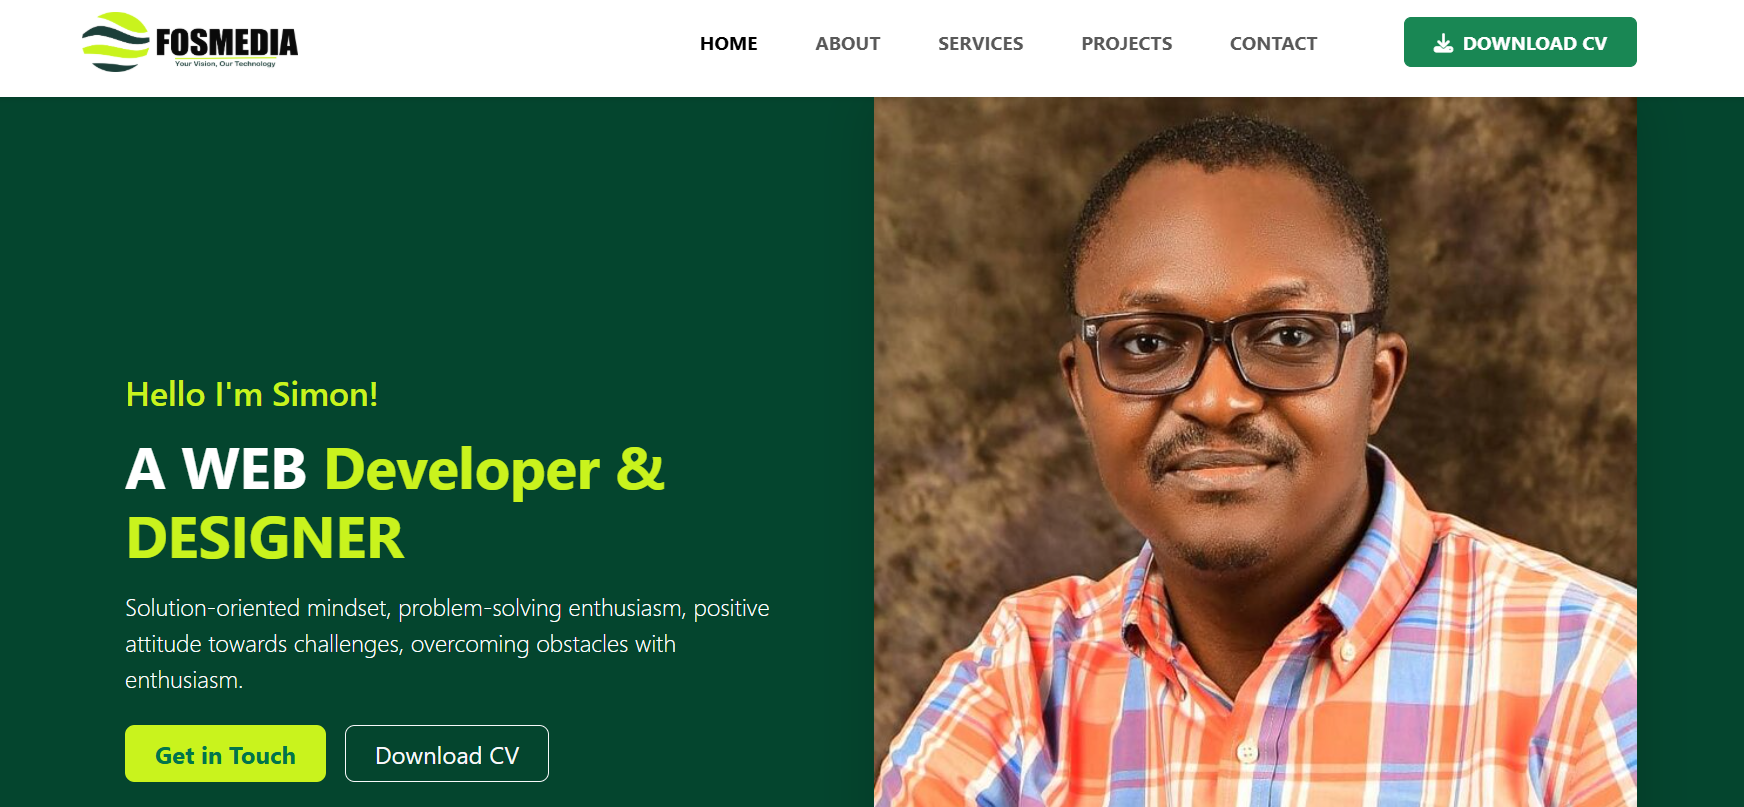 FOSMEDIA
Your Vision, Our Technology
HOME ABOUT SERVICES PROJECTS CONTACT DOWNLOAD CV
Hello I'm Simon!
A WEB Developer &
DESIGNER
Solution-oriented mindset, problem-solving enthusiasm, positive
attitude towards challenges, overcoming obstacles with
enthusiasm.
Get in Touch Download CV